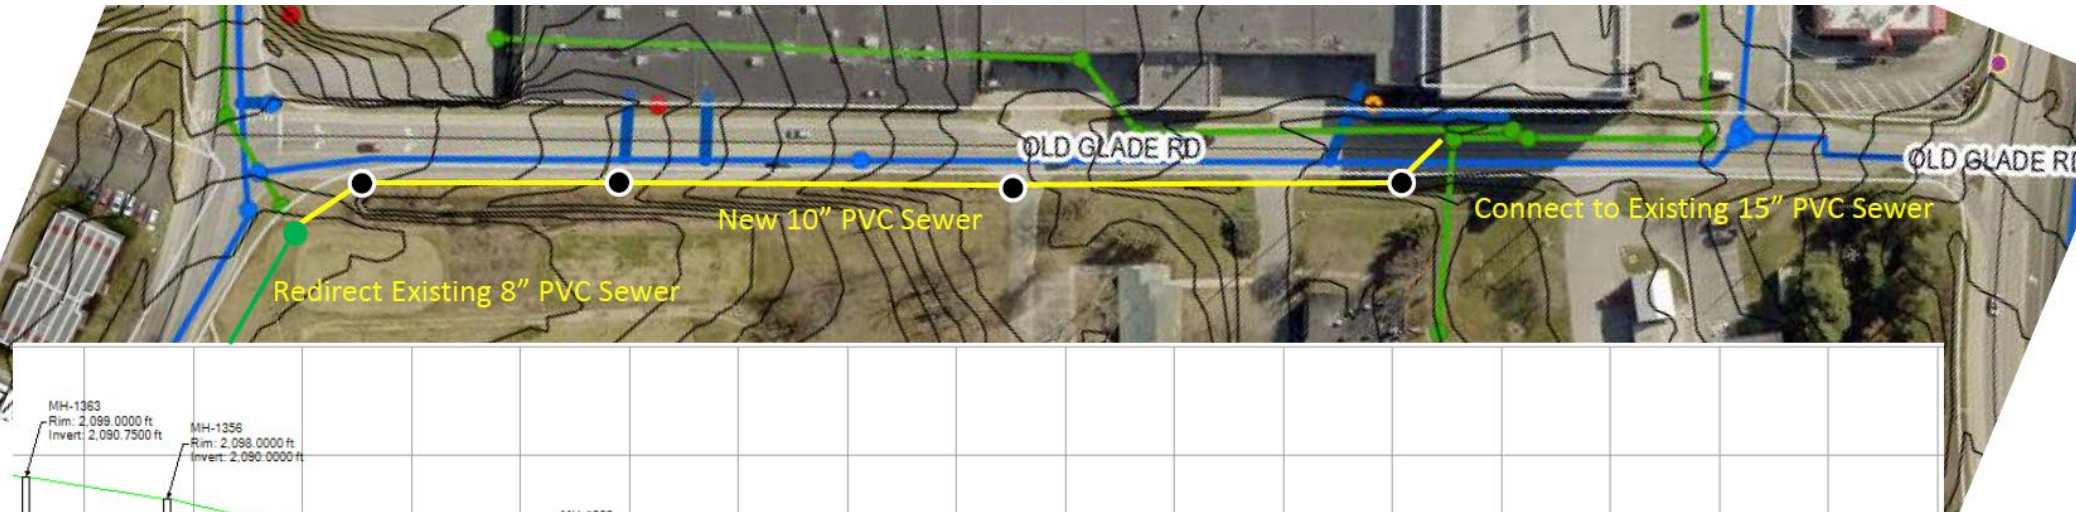 OLD GLADE RD
OLD GLADE RD
New 10” PVC Sewer
Connect to Existing 15” PVC Sewer
Redirect Existing 8” PVC Sewer
MH-1363
Rim: 2,099.0000 ft
Invert: 2,090.7500 ft
MH-1356
Rim: 2,098.0000 ft
Invert: 2,090.0000 ft